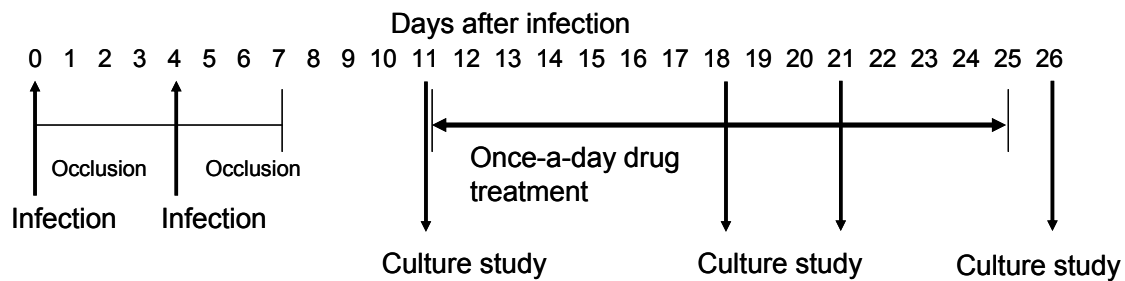 Days after infection
0 1 2 3 4 5 6 7 8 9 10 11 12 13 14 15 16 17 18 19 20 21 22 23 24 25 26
Occlusion Occlusion
Once-a-day drug
treatment
Infection Infection
Culture study Culture study Culture study